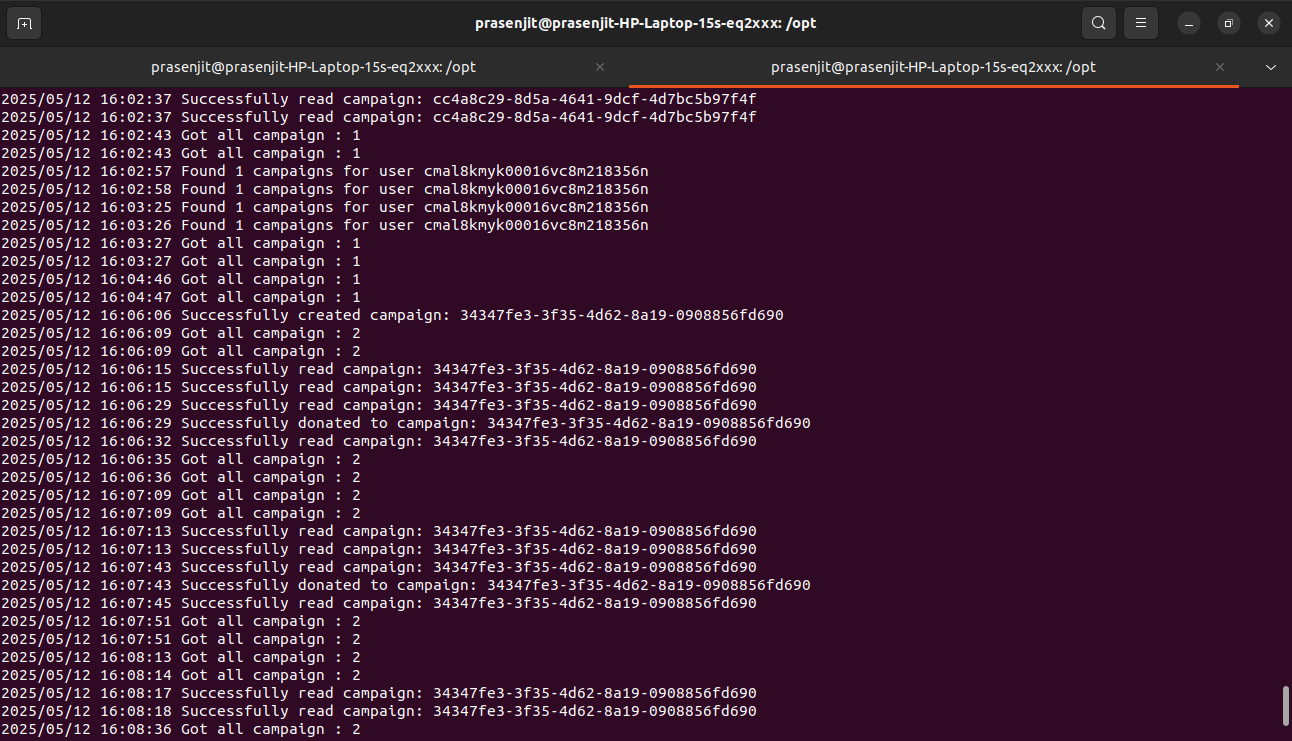 prasenjit@prasenjit-HP-Laptop-15s-eq2xxx: /opt
prasenjit@prasenjit-HP-Laptop-15s-eq2xxx: /opt
prasenjit@prasenjit-HP-Laptop-15s-eq2xxx: /opt
2025/05/12 16:02:37 Successfully read campaign: cc4a8c29-8d5a-4641-9dcf-4d7bc5b97f4f
2025/05/12 16:02:37 Successfully read campaign: cc4a8c29-8d5a-4641-9dcf-4d7bc5b97f4f
2025/05/12 16:02:43 Got all campaign : 1
2025/05/12 16:02:43 Got all campaign : 1
2025/05/12 16:02:57 Found 1 campaigns for user cmal8kmyk00016vc8m218356n
2025/05/12 16:02:58 Found 1 campaigns for user cmal8kmyk00016vc8m218356n
2025/05/12 16:03:25 Found 1 campaigns for user cmal8kmyk00016vc8m218356n
2025/05/12 16:03:26 Found 1 campaigns for user cmal8kmyk00016vc8m218356n
2025/05/12 16:03:27 Got all campaign : 1
2025/05/12 16:03:27 Got all campaign : 1
2025/05/12 16:04:46 Got all campaign : 1
2025/05/12 16:04:47 Got all campaign : 1
2025/05/12 16:06:06 Successfully created campaign: 34347fe3-3f35-4d62-8a19-0908856fd690
2025/05/12 16:06:09 Got all campaign : 2
2025/05/12 16:06:09 Got all campaign : 2
2025/05/12 16:06:15 Successfully read campaign: 34347fe3-3f35-4d62-8a19-0908856fd690
2025/05/12 16:06:15 Successfully read campaign: 34347fe3-3f35-4d62-8a19-0908856fd690
2025/05/12 16:06:29 Successfully read campaign: 34347fe3-3f35-4d62-8a19-0908856fd690
2025/05/12 16:06:29 Successfully donated to campaign: 34347fe3-3f35-4d62-8a19-0908856fd690
2025/05/12 16:06:32 Successfully read campaign: 34347fe3-3f35-4d62-8a19-0908856fd690
2025/05/12 16:06:35 Got all campaign : 2
2025/05/12 16:06:36 Got all campaign : 2
2025/05/12 16:07:09 Got all campaign : 2
2025/05/12 16:07:09 Got all campaign : 2
2025/05/12 16:07:13 Successfully read campaign: 34347fe3-3f35-4d62-8a19-0908856fd690
2025/05/12 16:07:13 Successfully read campaign: 34347fe3-3f35-4d62-8a19-0908856fd690
2025/05/12 16:07:43 Successfully read campaign: 34347fe3-3f35-4d62-8a19-0908856fd690
2025/05/12 16:07:43 Successfully donated to campaign: 34347fe3-3f35-4d62-8a19-0908856fd690
2025/05/12 16:07:45 Successfully read campaign: 34347fe3-3f35-4d62-8a19-0908856fd690
2025/05/12 16:07:51 Got all campaign : 2
2025/05/12 16:07:51 Got all campaign : 2
2025/05/12 16:08:13 Got all campaign : 2
2025/05/12 16:08:14 Got all campaign : 2
2025/05/12 16:08:17 Successfully read campaign: 34347fe3-3f35-4d62-8a19-0908856fd690
2025/05/12 16:08:18 Successfully read campaign: 34347fe3-3f35-4d62-8a19-0908856fd690
2025/05/12 16:08:36 Got all campaign : 2